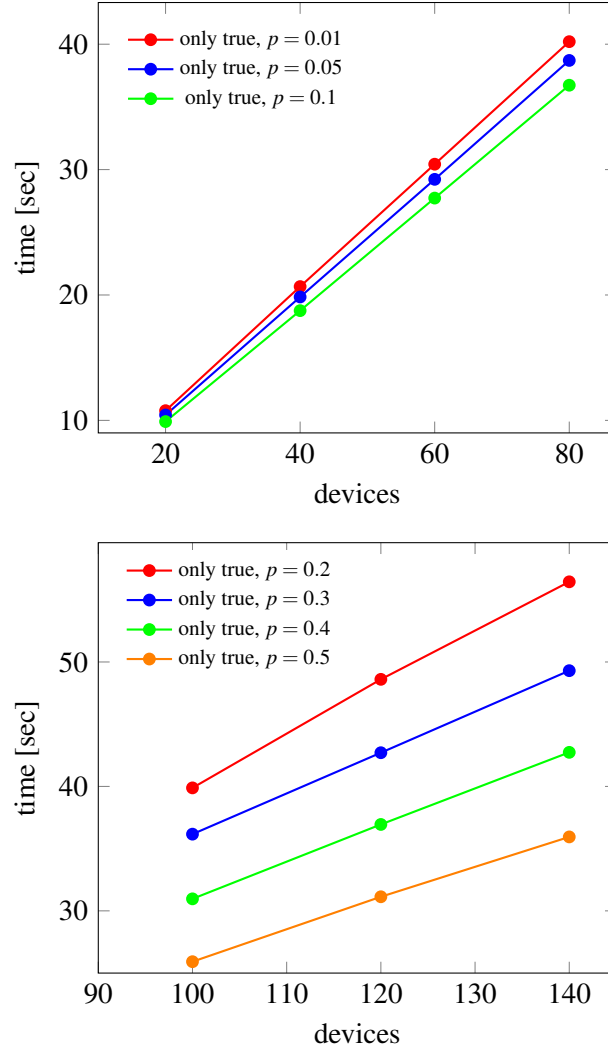 40
30
20
10
time [sec]
only true, p = 0.01
only true, p = 0.05
only true, p = 0.1
20 40 60 80
devices
50
40
30
time [sec]
only true, p = 0.2
only true, p = 0.3
only true, p = 0.4
only true, p = 0.5
90 100 110 120 130 140
devices